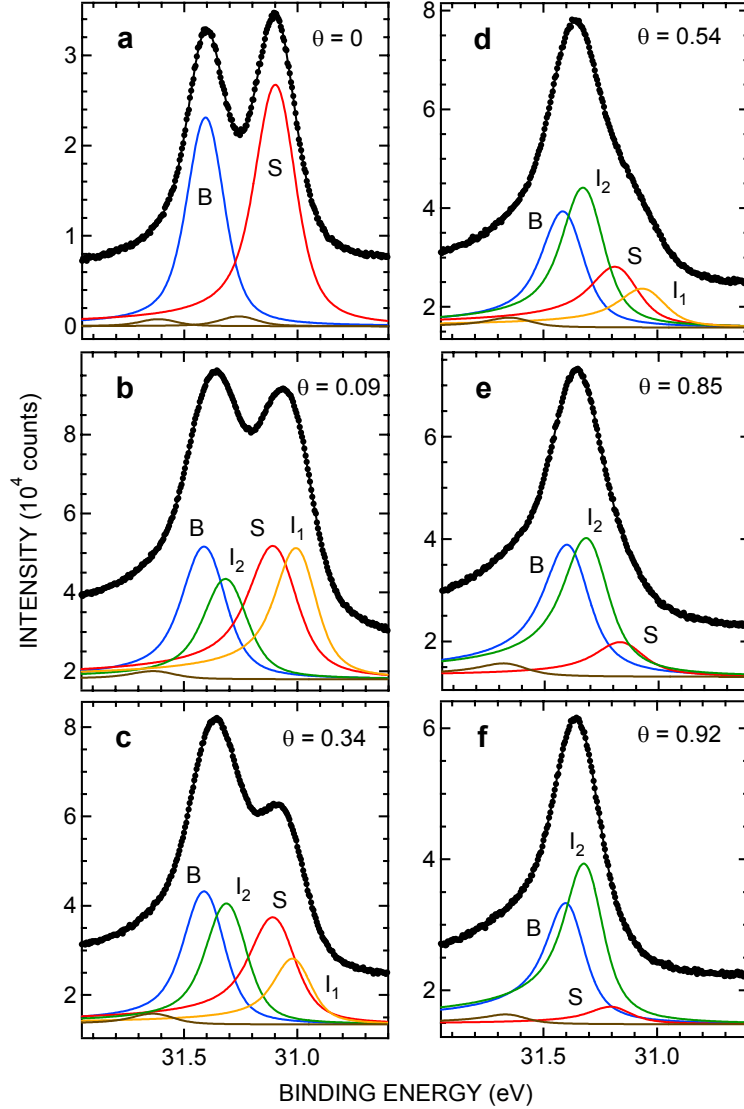 a
θ = 0
3
2
1
0
B
S
b
θ = 0.09
8
6
4
2
B
I2
S
I1
c
θ = 0.34
8
6
4
2
B
I2
S
I1
31.5
31.0
d
θ = 0.54
8
6
4
2
B
I2
S
I1
e
θ = 0.85
6
4
2
B
I2
S
f
θ = 0.92
6
4
2
B
I2
S
31.5
31.0
INTENSITY (10^4 counts)
BINDING ENERGY (eV)